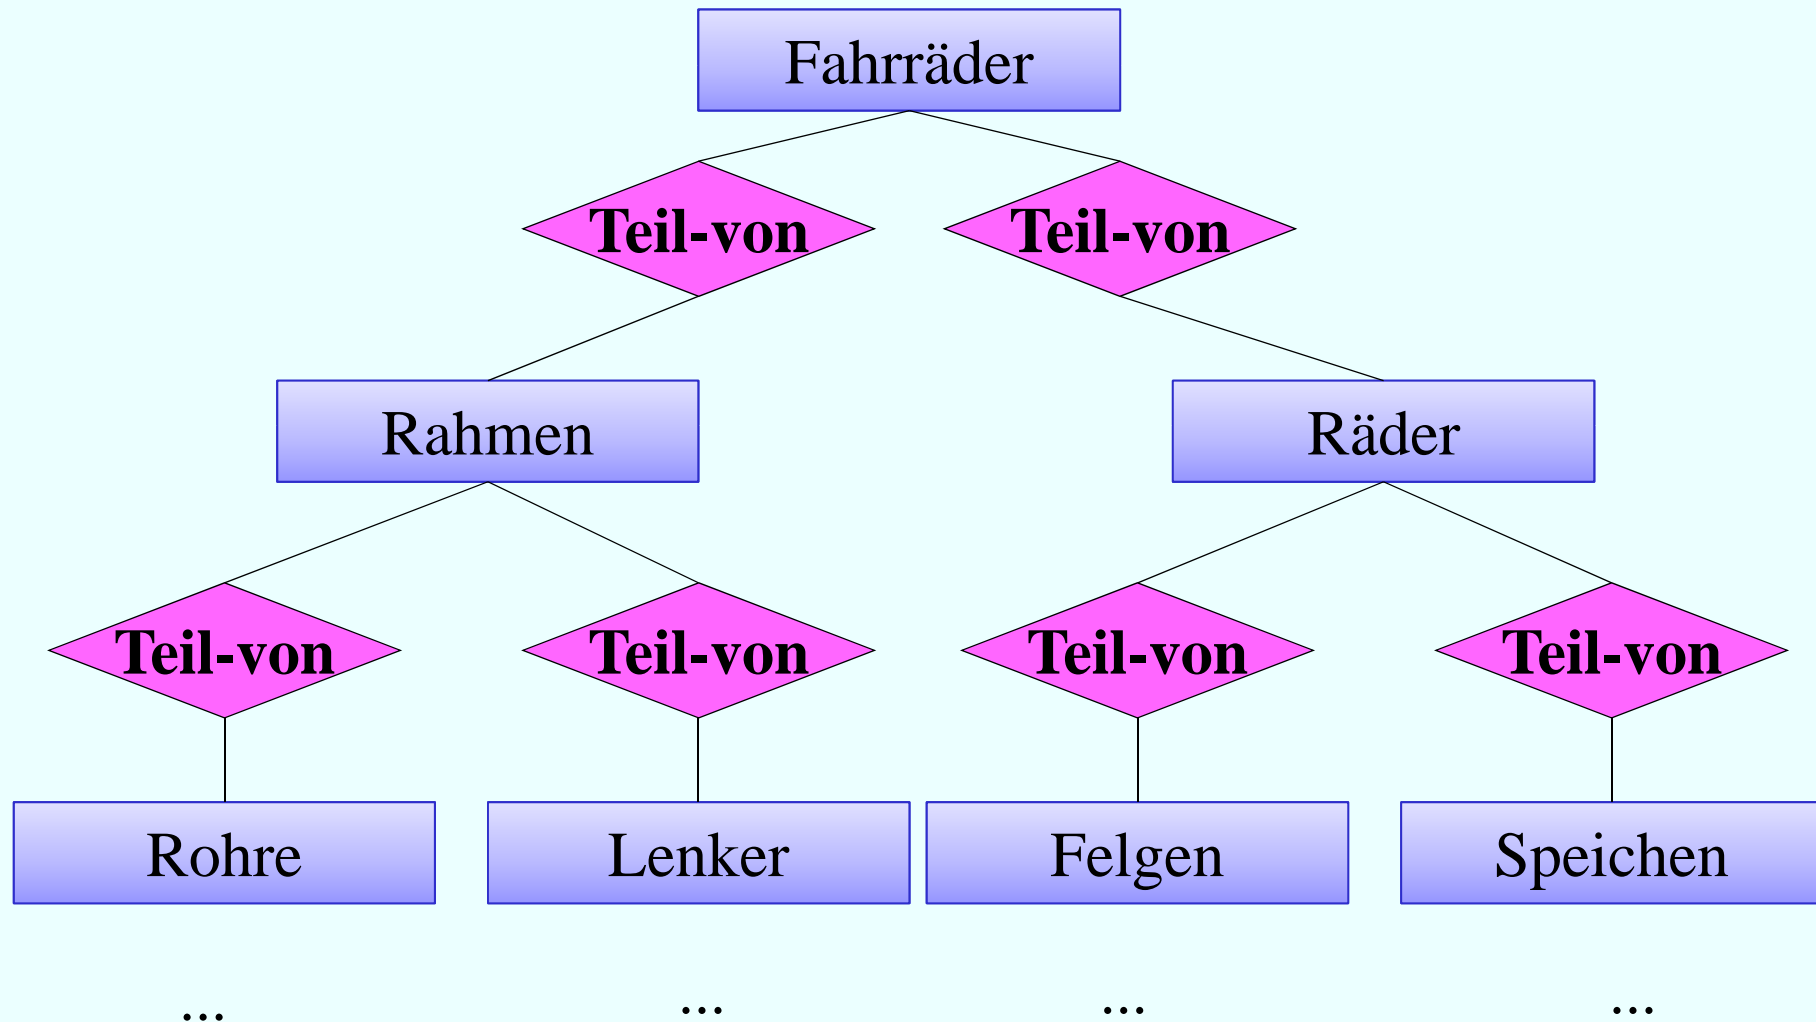 Fahrräder
Teil-von Teil-von
Rahmen Räder
Teil-von Teil-von Teil-von Teil-von
Rohre Lenker Felgen Speichen
... ... ... ...